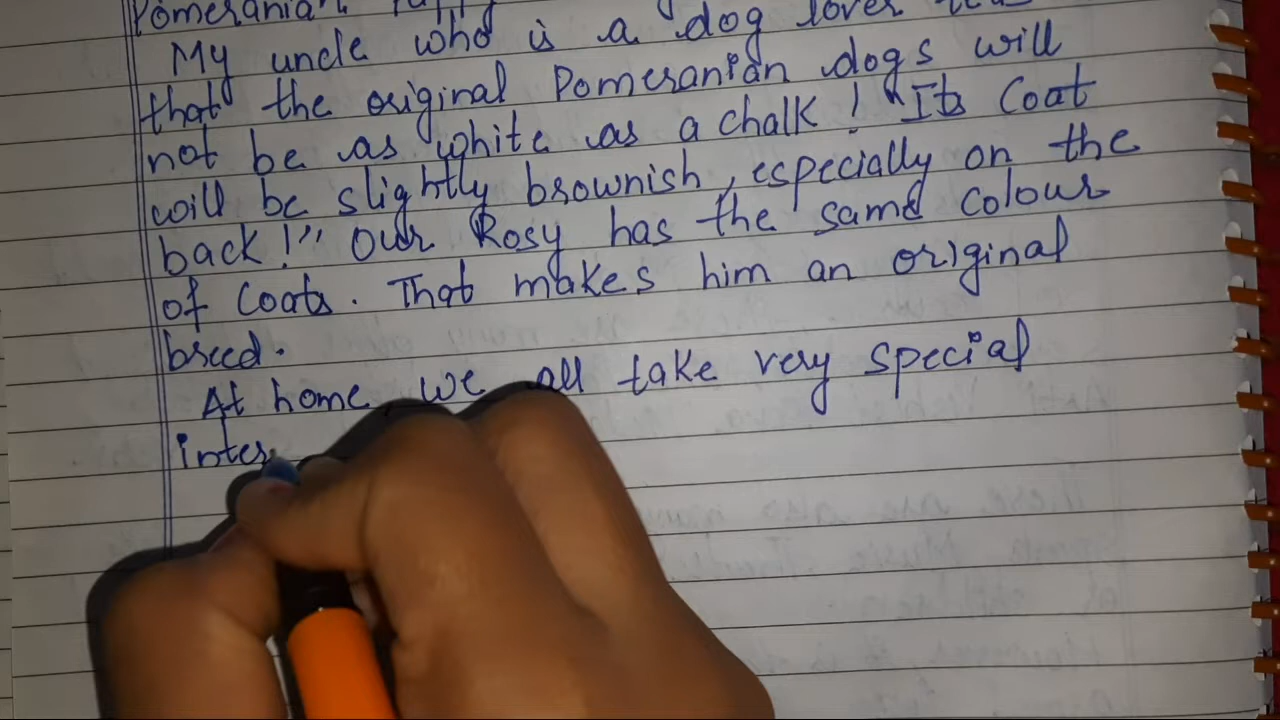 Pomeranian
My uncle who is a dog lover
that the original Pomeranian dogs will
not be as white as a chalk! "Its Coat
will be slightly brownish, especially on the
back!" Our Rosy has the same colour
of Coats. That makes him an original
breed.
At home we all take very special
inter